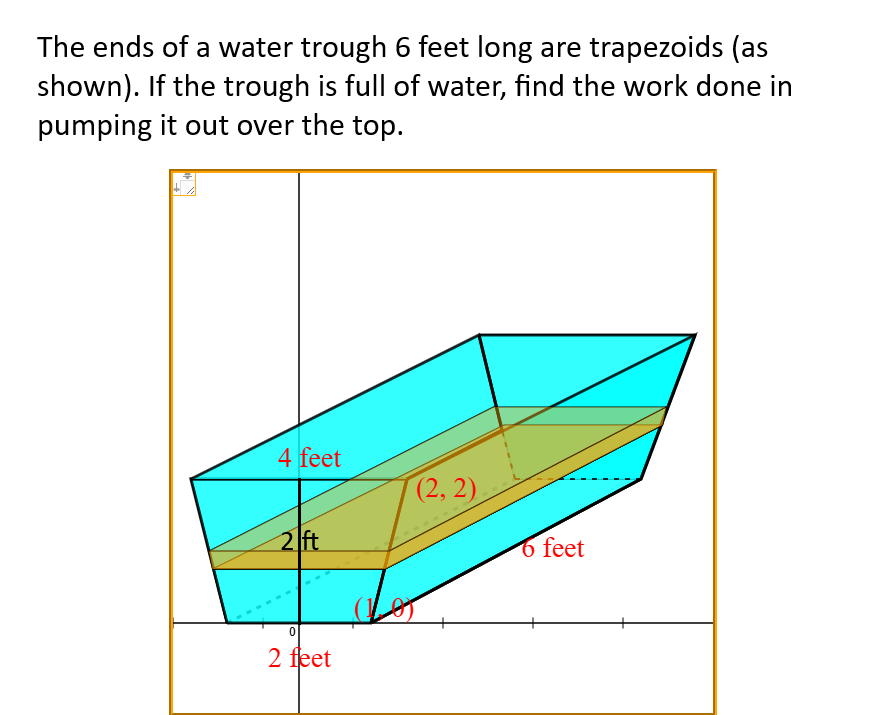 The ends of a water trough 6 feet long are trapezoids (as
shown). If the trough is full of water, find the work done in
pumping it out over the top.
4 feet
(2, 2)
2 ft
6 feet
(1, 0)
0
2 feet